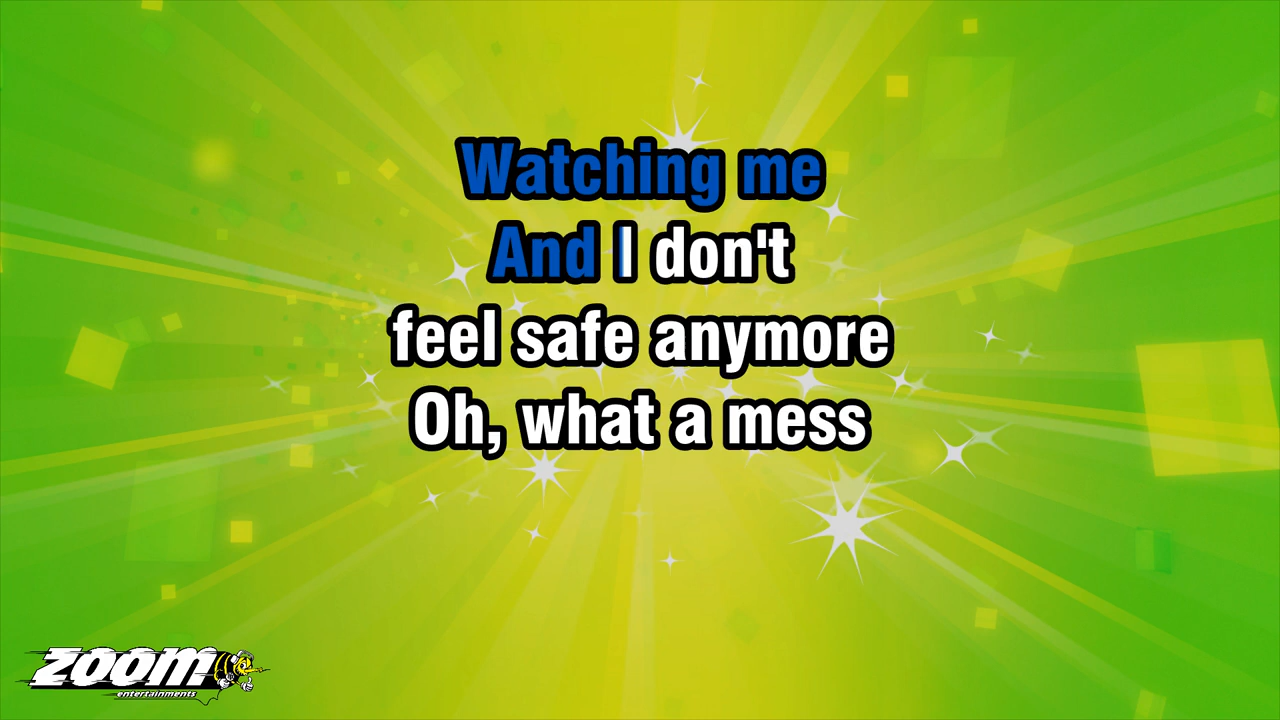 Watching me
And I don't
feel safe anymore
Oh, what a mess
ZOOM
entertainments